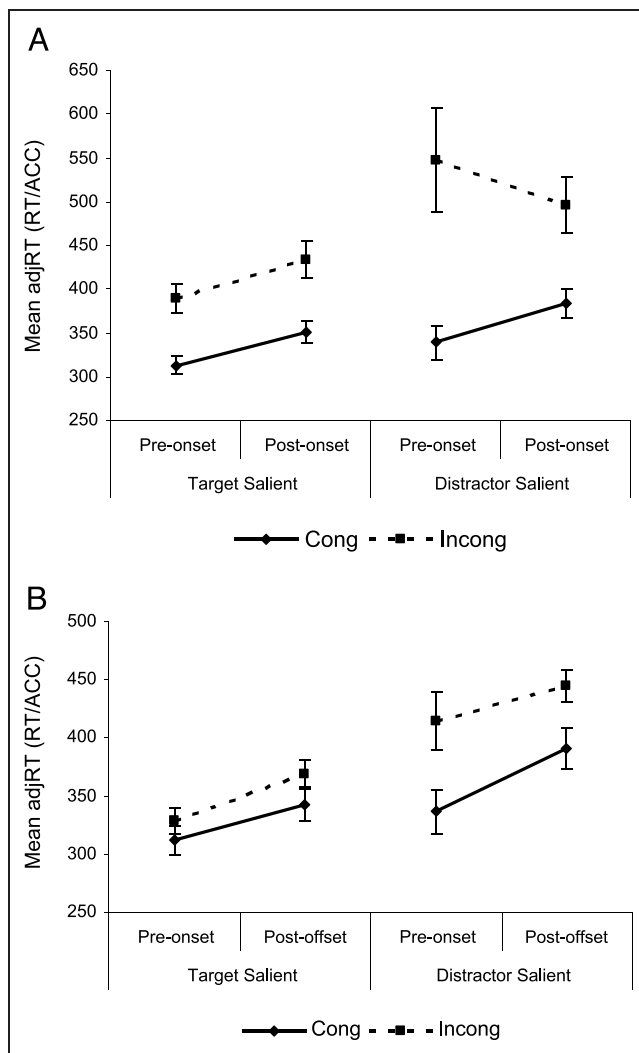 A
Mean adjRT (RT/ACC)
650
600
550
500
450
400
350
300
250
Pre-onset Post-onset Pre-onset Post-onset
Target Salient Distractor Salient
Cong Incong
B
Mean adjRT (RT/ACC)
500
450
400
350
300
250
Pre-onset Post-offset Pre-onset Post-offset
Target Salient Distractor Salient
Cong Incong